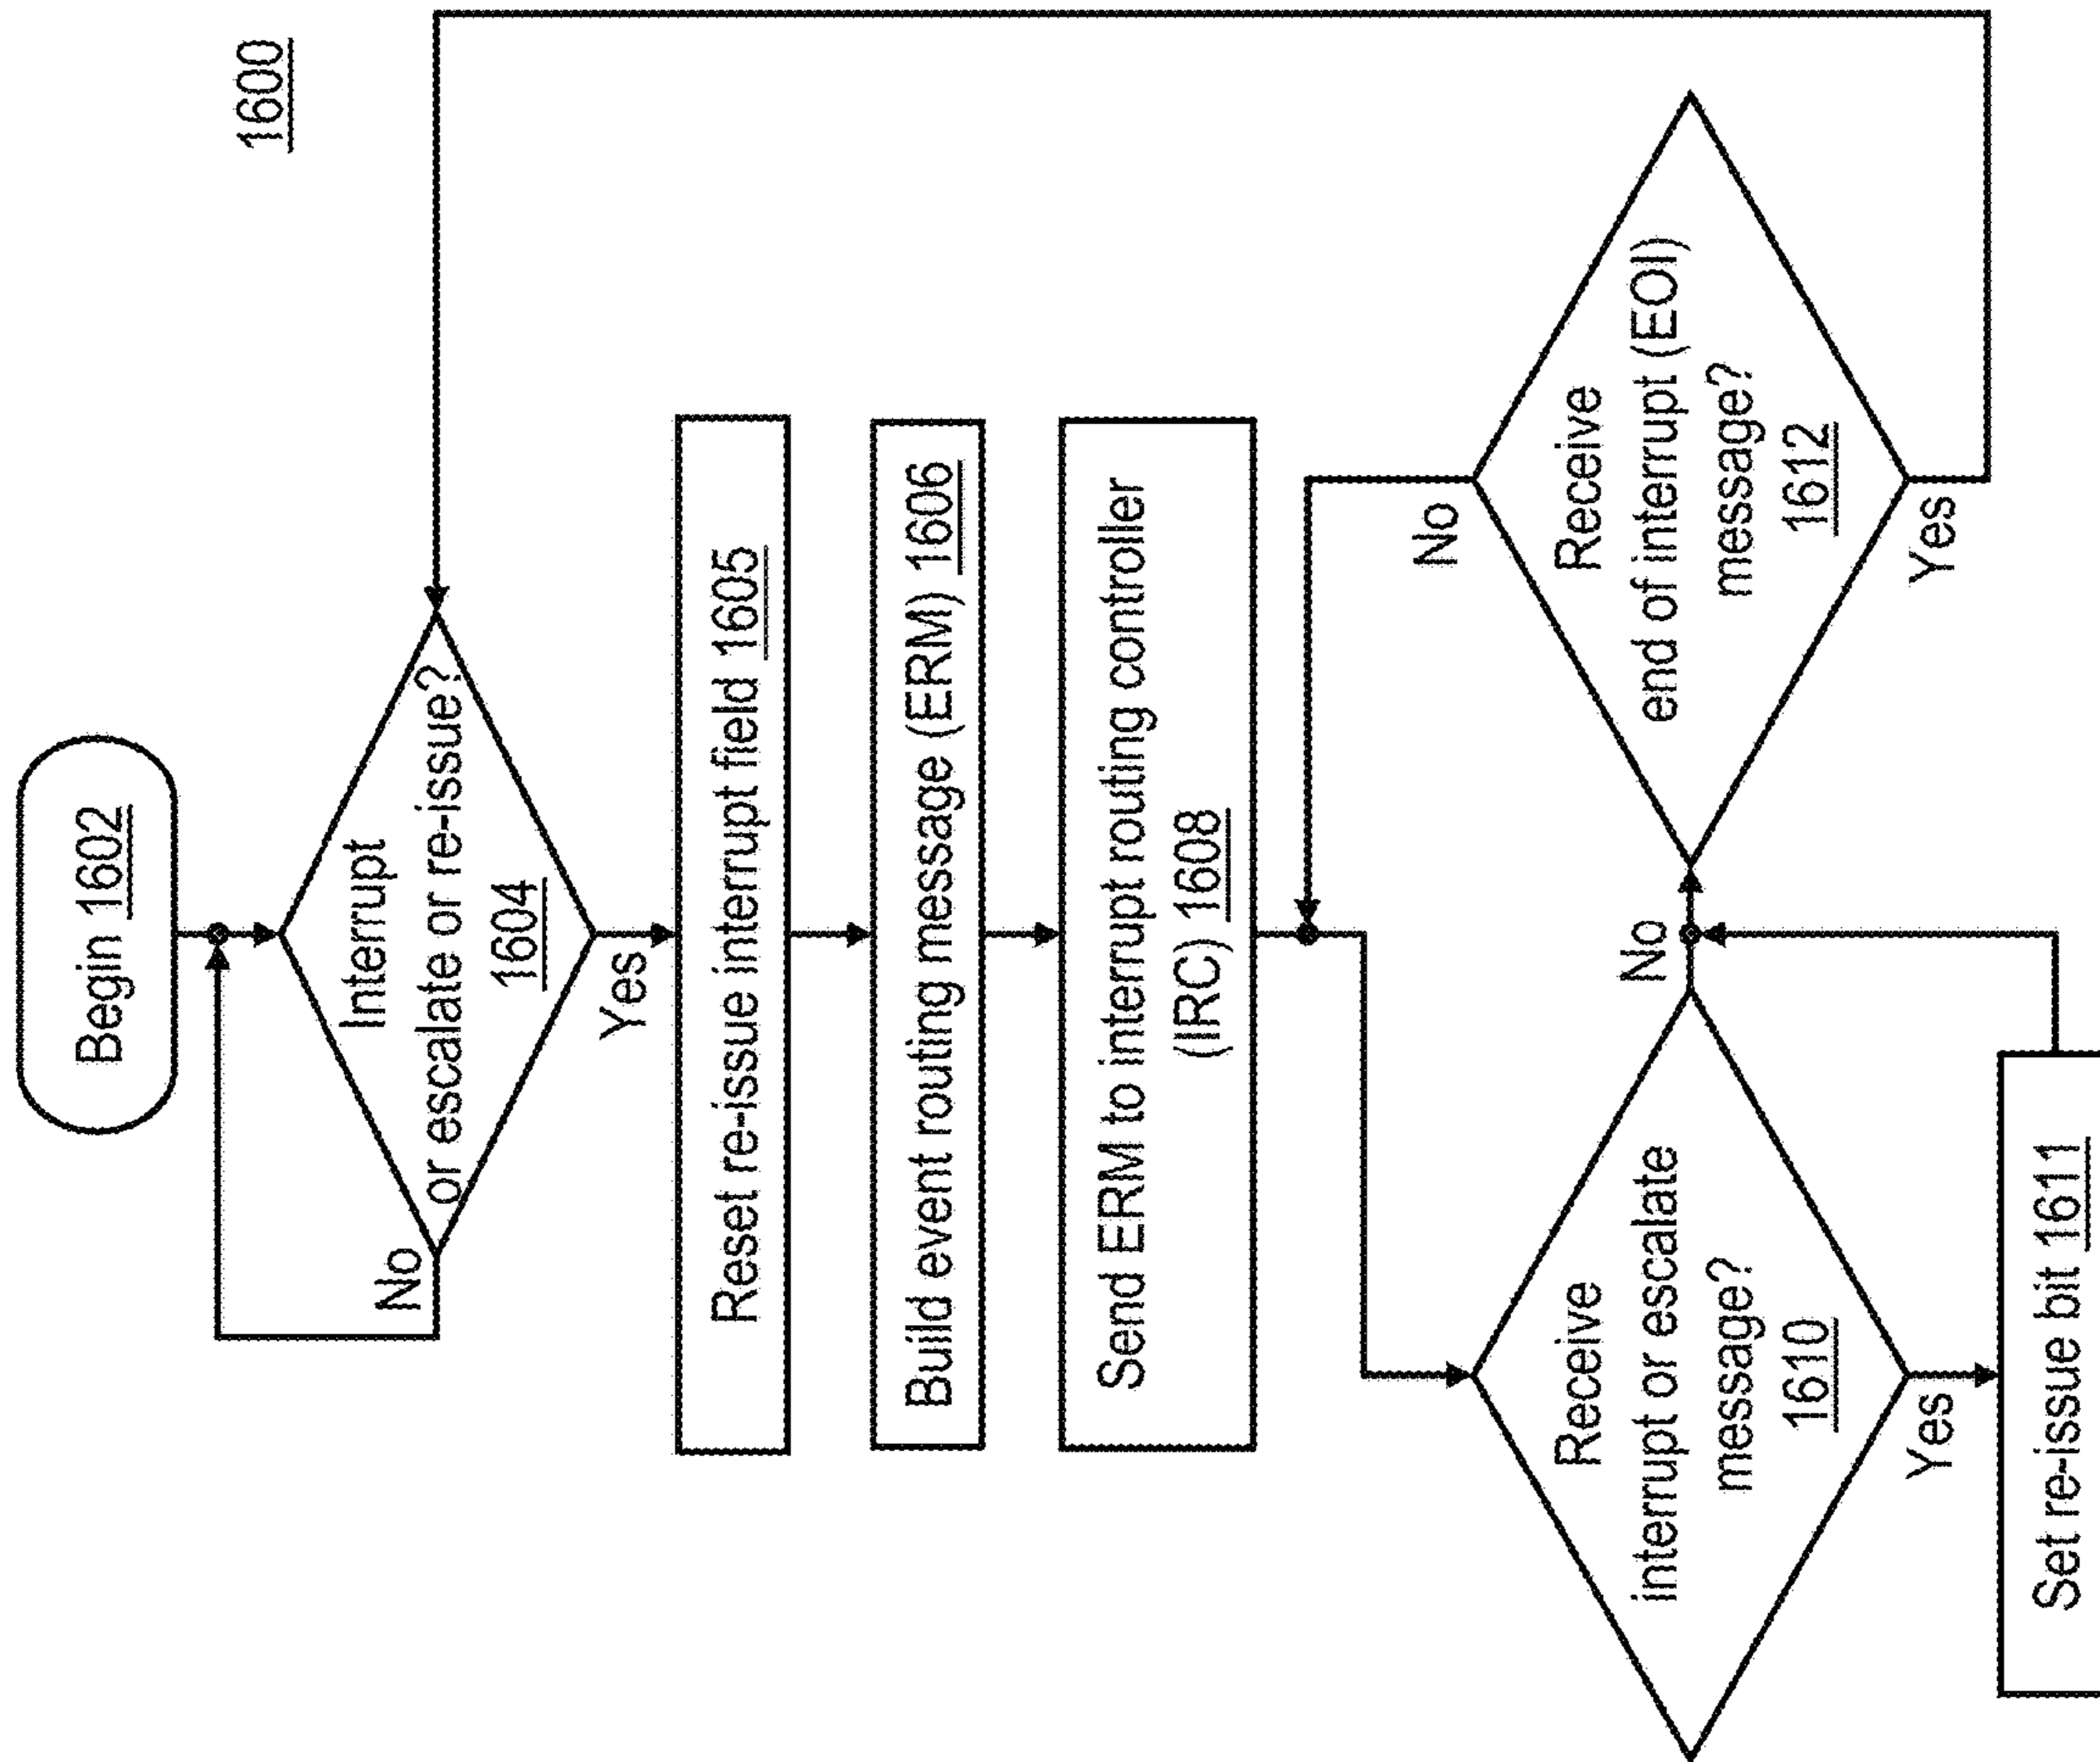 1600
Begin 1602
Interrupt
or escalate or re-issue?
1604
No
Yes
Reset re-issue interrupt field 1605
Build event routing message (ERM) 1606
Send ERM to interrupt routing controller
(IRC) 1608
Receive
interrupt or escalate
message?
1610
No
Yes
Set re-issue bit 1611
Receive
end of interrupt (EOI)
message?
1612
No
Yes